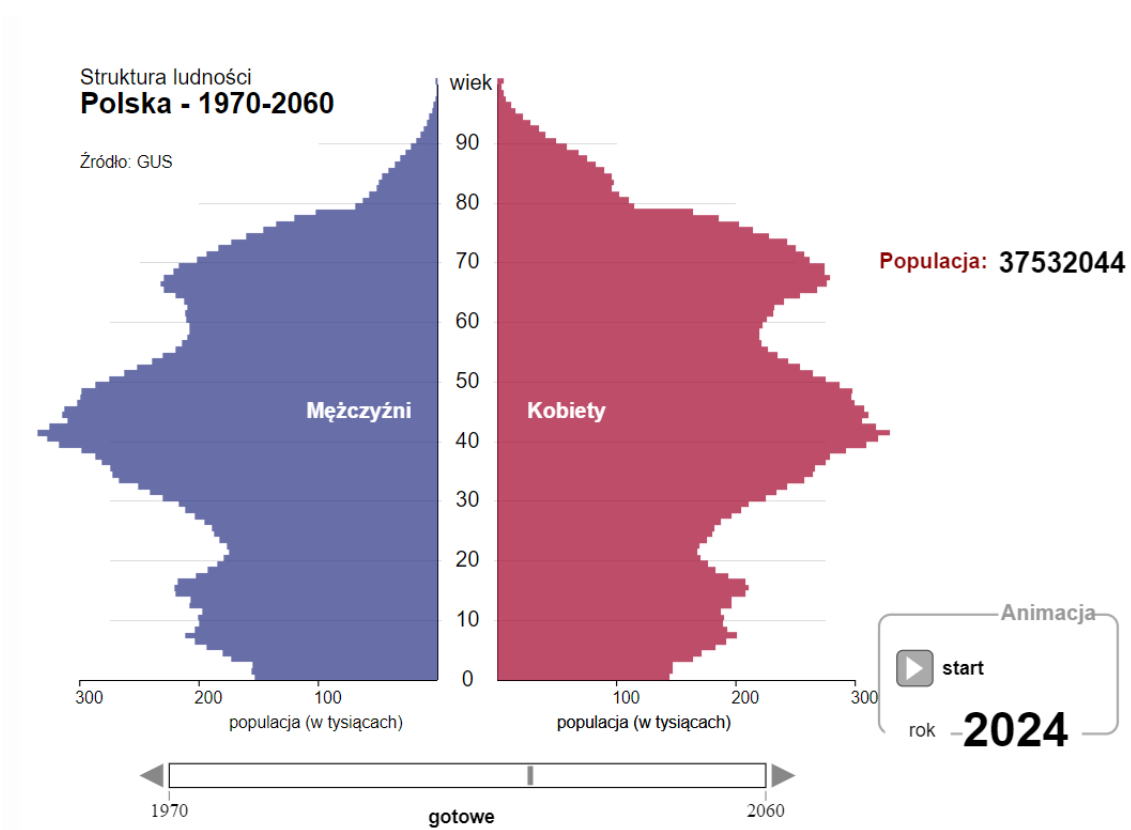 Struktura ludności
Polska - 1970-2060
Źródło: GUS
wiek
90
80
70
60
50
40
30
20
10
0
Mężczyźni
Kobiety
Populacja: 37532044
300 200 100
100 200 300
populacja (w tysiącach)
populacja (w tysiącach)
Animacja
start
rok 2024
1970 2060
gotowe